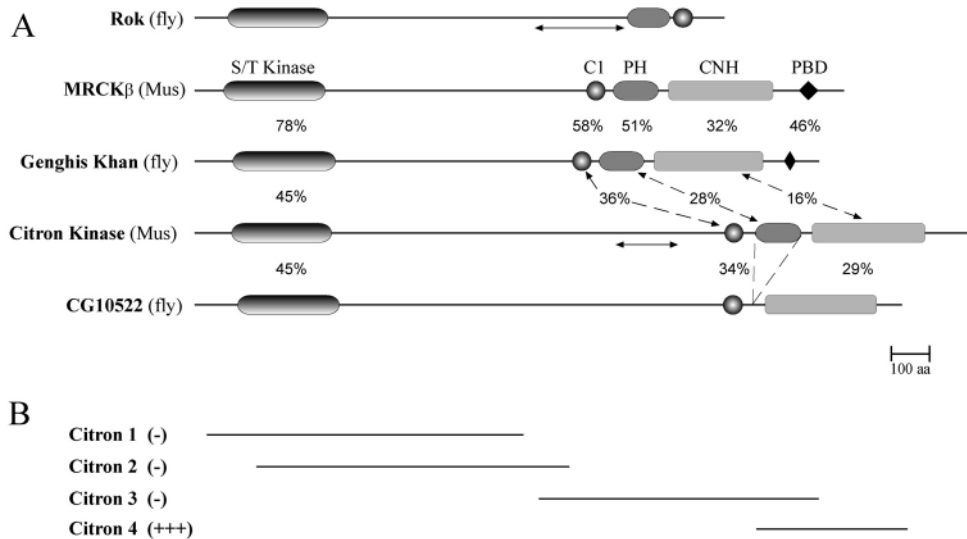 A
Rok (fly)
S/T Kinase C1 PH CNH PBD
MRCKβ (Mus)
78% 58% 51% 32% 46%
Genghis Khan (fly)
45% 36% 28% 16%
Citron Kinase (Mus)
45% 34% 29%
CG10522 (fly)
100 aa
B
Citron 1 (-)
Citron 2 (-)
Citron 3 (-)
Citron 4 (+++)